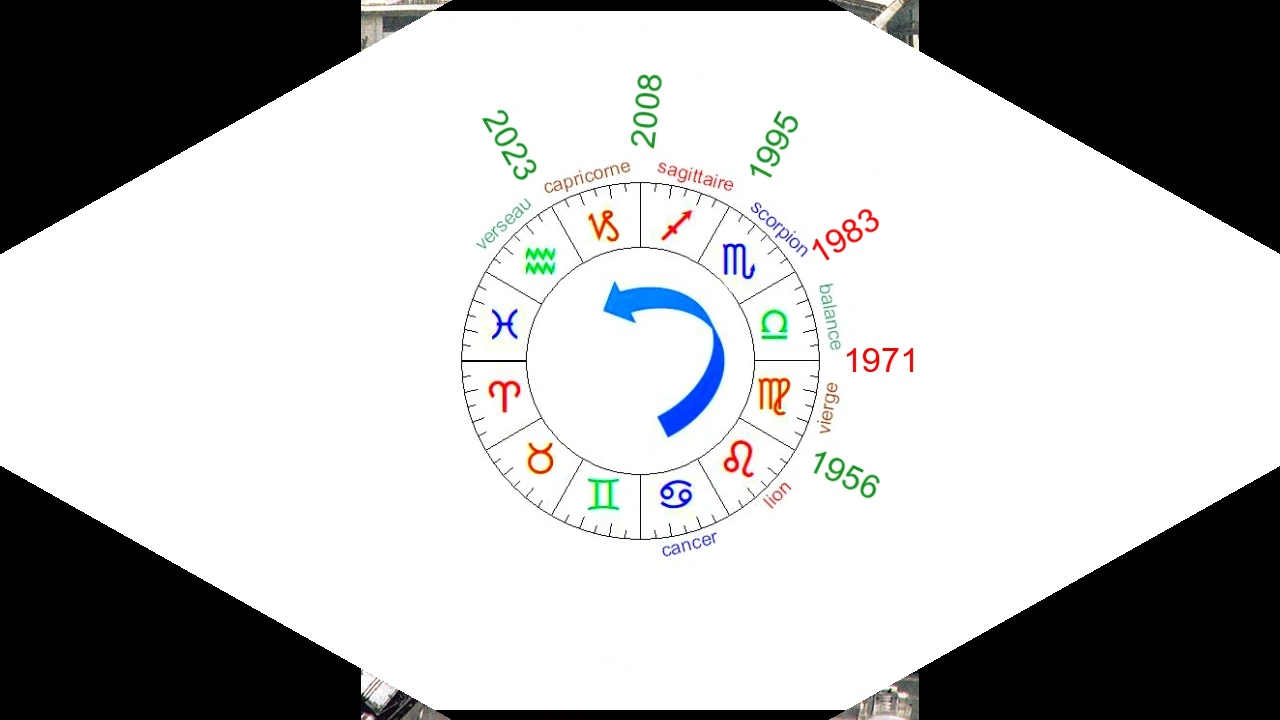 2008
2023
1995
capricorne
sagittaire
verseau
scorpion
1983
balance
1971
vierge
1956
lion
cancer